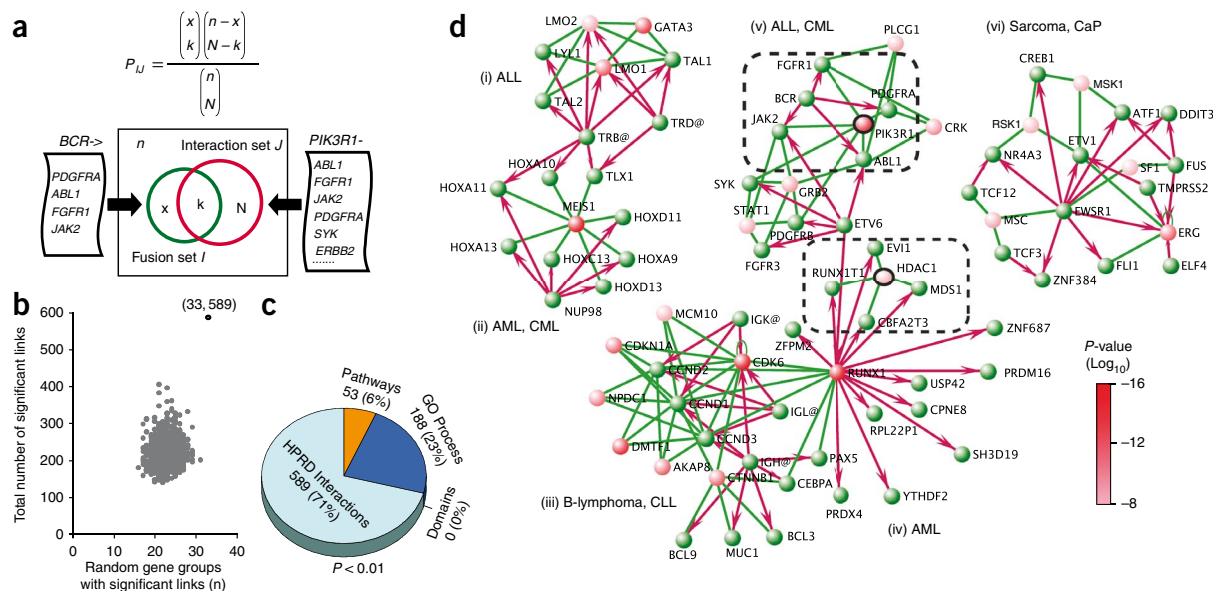 a
P_IJ = (x k) (n – x N – k) / (n N)
BCR->
PDGFRA
ABL1
FGFR1
JAK2
n
Interaction set J
x
k
N
Fusion set I
PIK3R1-
ABL1
FGFR1
JAK2
PDGFRA
SYK
ERBB2
.......
b
(33, 589)
Total number of significant links
600
500
400
300
200
100
0
0
10
20
30
40
Random gene groups
with significant links (n)
c
Pathways
53 (6%)
GO Process
188 (23%)
Domains
0 (0%)
HPRD Interactions
589 (71%)
P < 0.01
d
(i) ALL
LMO2
GATA3
LYL1
LMO1
TAL1
TAL2
TRB@
TRD@
HOXA10
HOXA11
TLX1
MEIS1
HOXD11
HOXA13
HOXC13
HOXA9
HOXD13
NUP98
(ii) AML, CML
(v) ALL, CML
PLCG1
FGFR1
BCR
PDGFRA
JAK2
PIK3R1
CRK
ABL1
SYK
GRB2
STAT1
PDGFRB
ETV6
FGFR3
EVI1
RUNX1T1
HDAC1
MDS1
CBFA2T3
(vi) Sarcoma, CaP
CREB1
MSK1
ATF1
DDIT3
RSK1
ETV1
NR4A3
SF1
FUS
TCF12
TMPRSS2
MSC
EWSR1
ERG
TCF3
FLI1
ELF4
ZNF384
MCM10
IGK@
ZFPM2
ZNF687
CDKN1A
CCND2
CDK6
RUNX1
PRDM16
USP42
NPDC1
CCND1
IGL@
CPNE8
RPL22P1
DMTF1
CCND3
SH3D19
AKAP8
IGH@
PAX5
CTNNB1
CEBPA
YTHDF2
PRDX4
(iii) B-lymphoma, CLL
(iv) AML
BCL9
MUC1
BCL3
P-value
(Log10)
–16
–12
–8